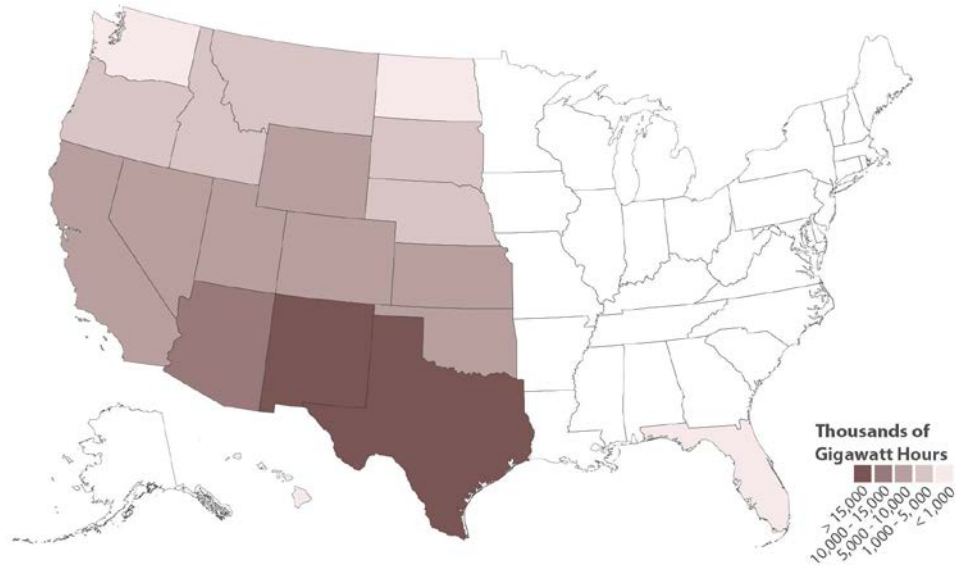 Thousands of
Gigawatt Hours
> 15,000
10,000 - 15,000
5,000 - 10,000
1,000 - 5, 000
< 1,000